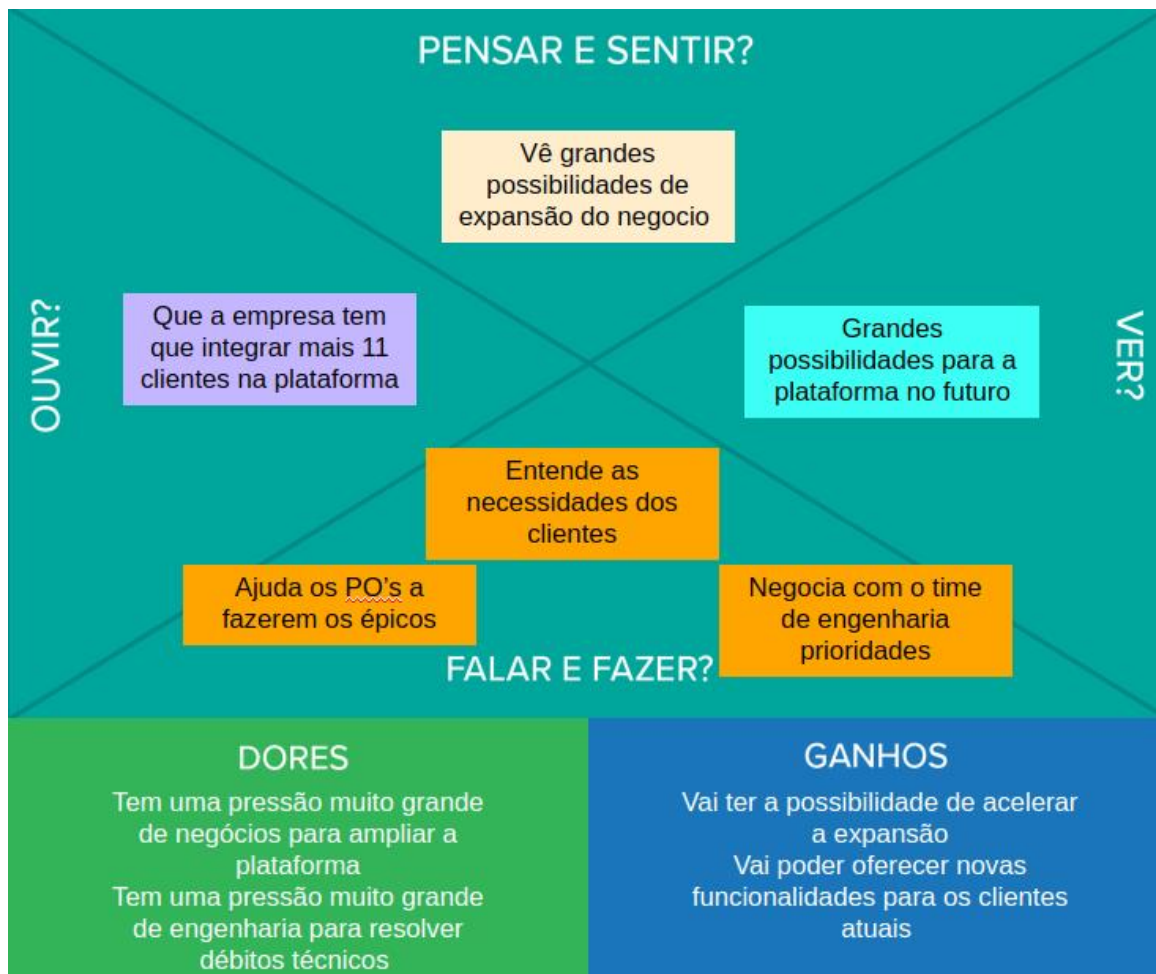 PENSAR E SENTIR?
Vê grandes
possibilidades de
expansão do negocio
OUVIR?
Que a empresa tem
que integrar mais 11
clientes na plataforma
Grandes
possibilidades para a
plataforma no futuro
VER?
Entende as
necessidades dos
clientes
Ajuda os PO’s a
fazerem os épicos
Negocia com o time
de engenharia
prioridades
FALAR E FAZER?
DORES
Tem uma pressão muito grande
de negócios para ampliar a
plataforma
Tem uma pressão muito grande
de engenharia para resolver
débitos técnicos
GANHOS
Vai ter a possibilidade de acelerar
a expansão
Vai poder oferecer novas
funcionalidades para os clientes
atuais